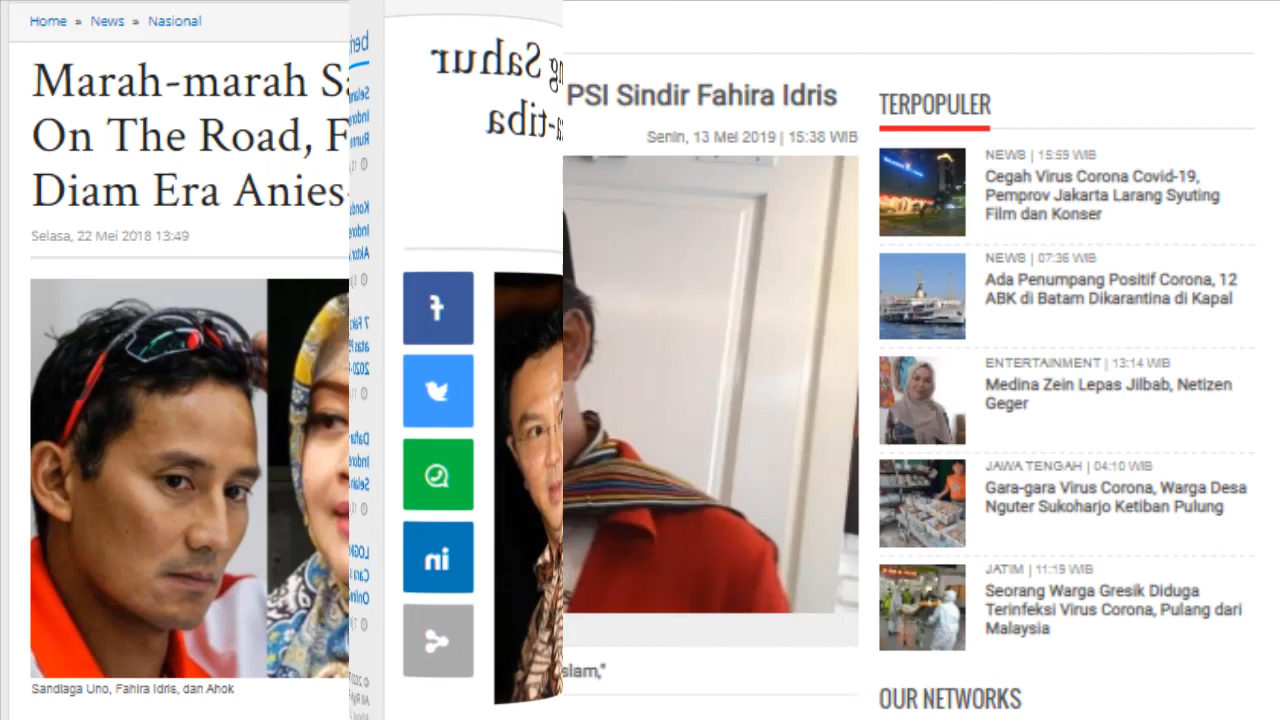 Home » News » Nasional
Marah-marah Sa
On The Road, F
Diam Era Anies-
Selasa, 22 Mei 2018 13:49
Sandiaga Uno, Fahira Idris, dan Ahok
ng Sahur
a-tiba
PSI Sindir Fahira Idris
Senin, 13 Mei 2019 | 15:38 WIB
slam,"
TERPOPULER
NEWS | 15:59 WIB
Cegah Virus Corona Covid-19,
Pemprov Jakarta Larang Syuting
Film dan Konser
NEWS | 07:36 WIB
Ada Penumpang Positif Corona, 12
ABK di Batam Dikarantina di Kapal
ENTERTAINMENT | 13:14 WIB
Medina Zein Lepas Jilbab, Netizen
Geger
JAWA TENGAH | 04:10 WIB
Gara-gara Virus Corona, Warga Desa
Nguter Sukoharjo Ketiban Pulung
JATIM | 11:19 WIB
Seorang Warga Gresik Diduga
Terinfeksi Virus Corona, Pulang dari
Malaysia
OUR NETWORKS